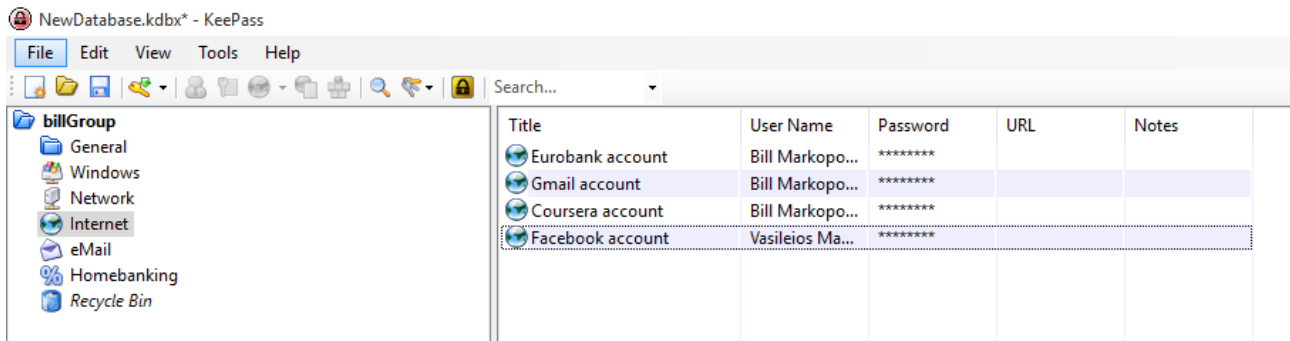 NewDatabase.kdbx* - KeePass
File Edit View Tools Help
Search...
billGroup
General
Windows
Network
Internet
eMail
Homebanking
Recycle Bin
Title User Name Password URL Notes
Eurobank account Bill Markopo... ********
Gmail account Bill Markopo... ********
Coursera account Bill Markopo... ********
Facebook account Vasileios Ma... ********